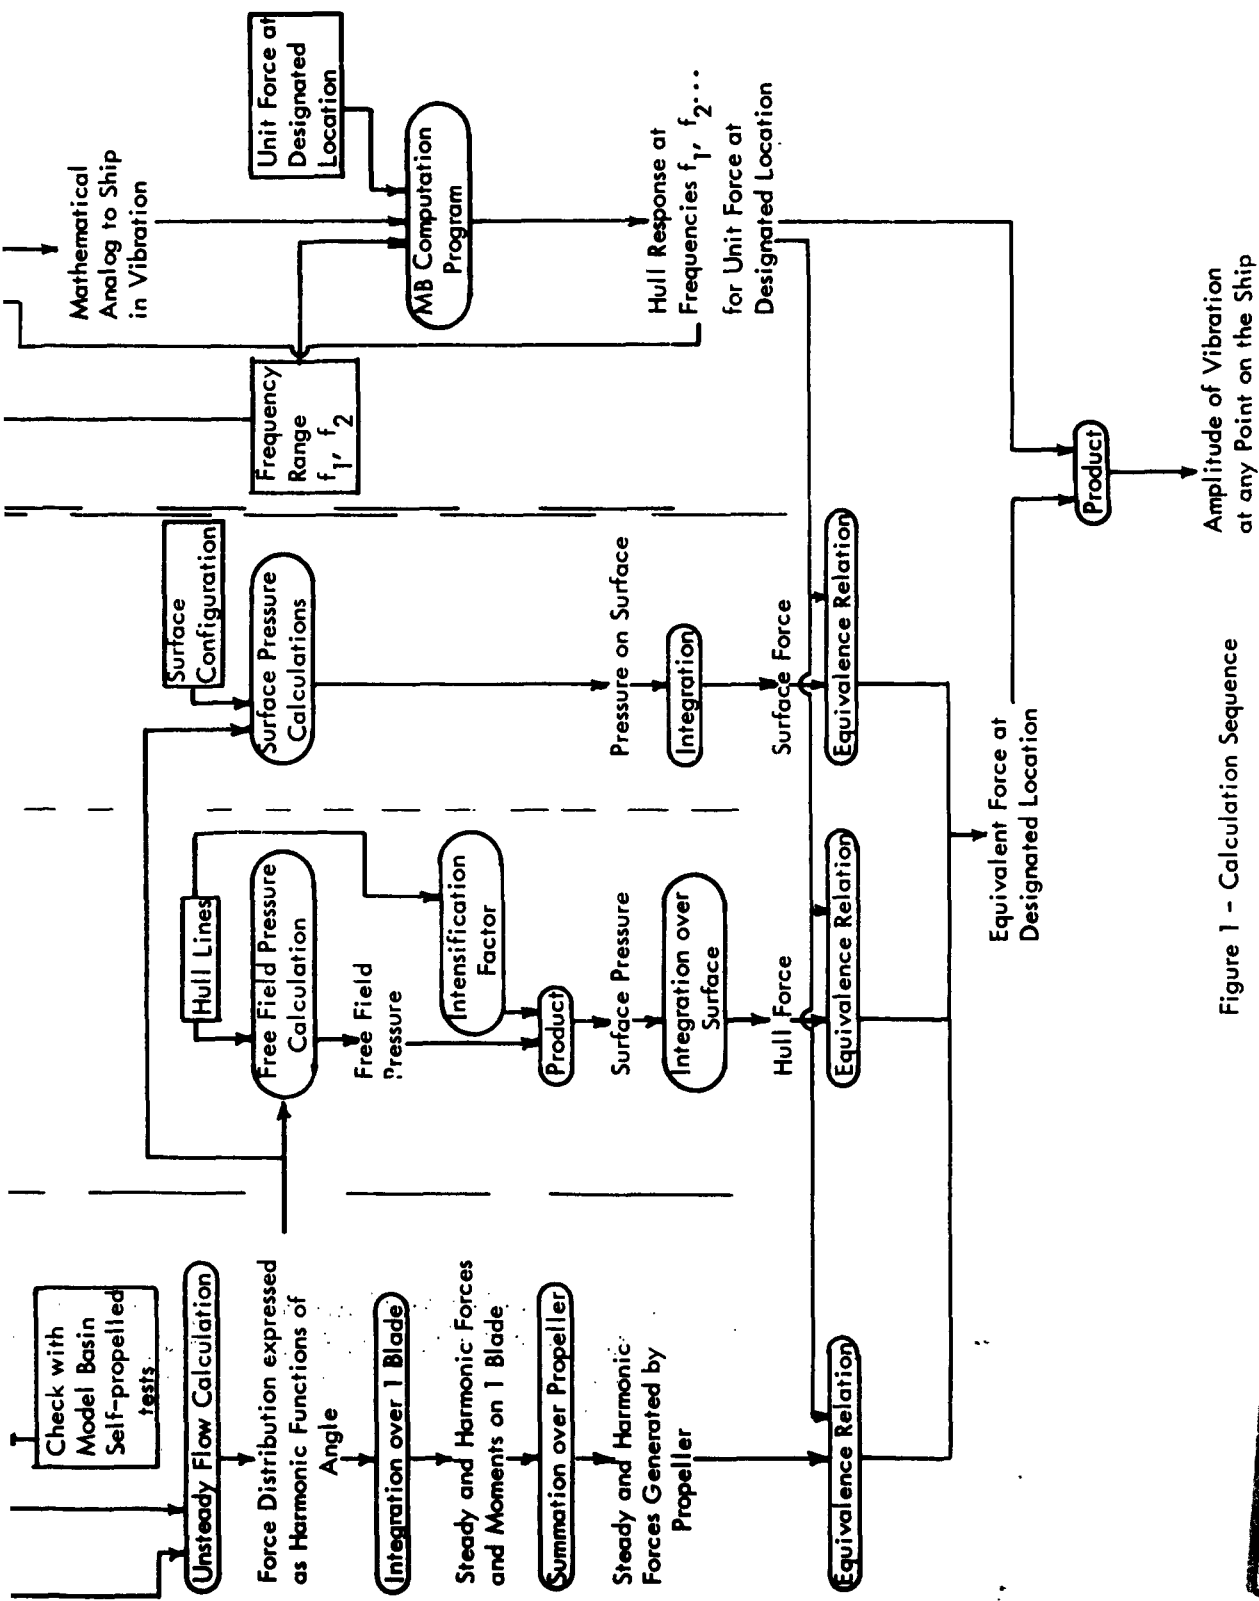 Check with
Model Basin
Self-propelled
tests
Unsteady Flow Calculation
Force Distribution expressed
as Harmonic Functions of
Angle
Integration over 1 Blade
Steady and Harmonic Forces
and Moments on 1 Blade
Summation over Propeller
Steady and Harmonic
Forces Generated by
Propeller
Equivalence Relation
Hull Lines
Free Field Pressure
Calculation
Free Field
Pressure
Intensification
Factor
Product
Surface Pressure
Integration over
Surface
Hull Force
Equivalence Relation
Surface
Configuration
Surface Pressure
Calculations
Pressure on Surface
Integration
Surface Force
Equivalence Relation
Frequency
Range
f1, f2
Mathematical
Analog to Ship
in Vibration
Unit Force at
Designated
Location
MB Computation
Program
Hull Response at
Frequencies f1, f2...
for Unit Force at
Designated Location
Equivalent Force at
Designated Location
Product
Amplitude of Vibration
at any Point on the Ship
Figure 1 - Calculation Sequence